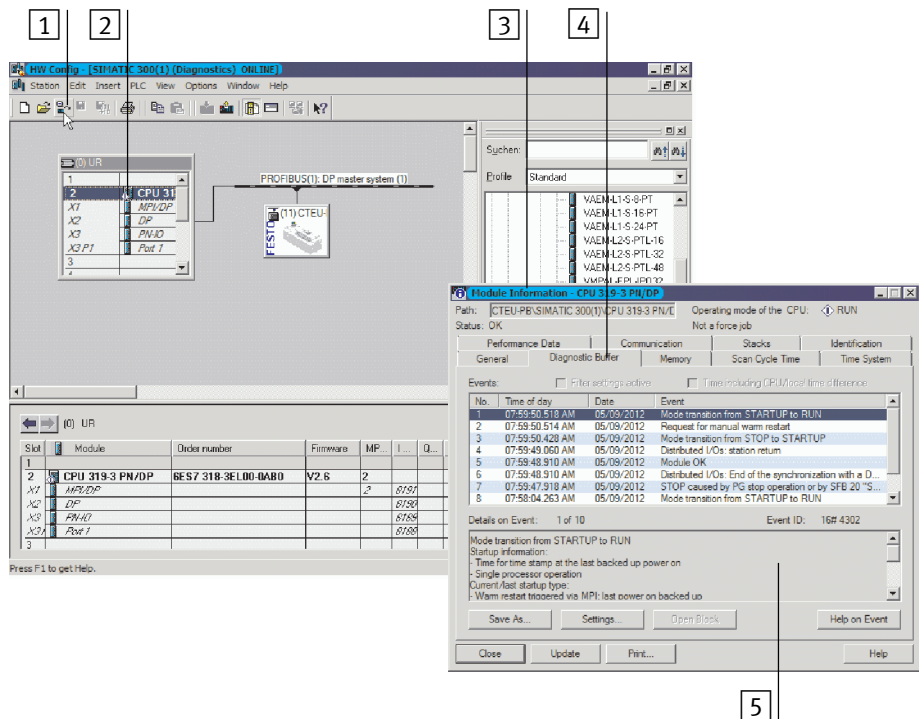 1
2
3
4
HW Config - [SIMATIC 300(1) (Diagnostics) ONLINE]
Station Edit Insert PLC View Options Window Help
(0) UR
1
2 CPU 31
X1 MPI/DP
X2 DP
X3 PN-IO
X3 P1 Port 1
3
PROFIBUS(1): DP master system (1)
(11) CTEU-
FESTO
Suchen:
Profile Standard
VAEM-L1-S-8-PT
VAEM-L1-S-16-PT
VAEM-L1-S-24-PT
VAEM-L2-S-PTL-16
VAEM-L2-S-PTL-32
VAEM-L2-S-PTL-48
(0) UR
Slot Module Order number Firmware MP... I... Q...
1
2 CPU 319-3 PN/DP 6ES7 318-3EL00-0AB0 V2.6 2
X1 MPI/DP 2 8191
X2 DP 8190
X3 PN-IO 8189
Port 1 8188
3
Press F1 to get Help.
Module Information - CPU 319-3 PN/DP
Path: CTEU-PB\SIMATIC 300(1)\CPU 319-3 PN/D Operating mode of the CPU: RUN
Status: OK Not a force job
Performance Data Communication Stacks Identification
General Diagnostic Buffer Memory Scan Cycle Time Time System
Events: Filter settings active Time including CPU/local time difference
No. Time of day Date Event
1 07:59:50.518 AM 05/09/2012 Mode transition from STARTUP to RUN
2 07:59:50.514 AM 05/09/2012 Request for manual warm restart
3 07:59:50.428 AM 05/09/2012 Mode transition from STOP to STARTUP
4 07:59:49.060 AM 05/09/2012 Distributed I/Os: station return
5 07:59:48.910 AM 05/09/2012 Module OK
6 07:59:48.910 AM 05/09/2012 Distributed I/Os: End of the synchronization with a D...
7 07:59:47.918 AM 05/09/2012 STOP caused by PG stop operation or by SFB 20 "S...
8 07:58:04.263 AM 05/09/2012 Mode transition from STARTUP to RUN
Details on Event: 1 of 10 Event ID: 16# 4302
Mode transition from STARTUP to RUN
Startup information:
- Time for time stamp at the last backed up power on
- Single processor operation
Current/last startup type:
- Warm restart triggered via MPI; last power on backed up
Save As... Settings... Open Block Help on Event
Close Update Print... Help
5